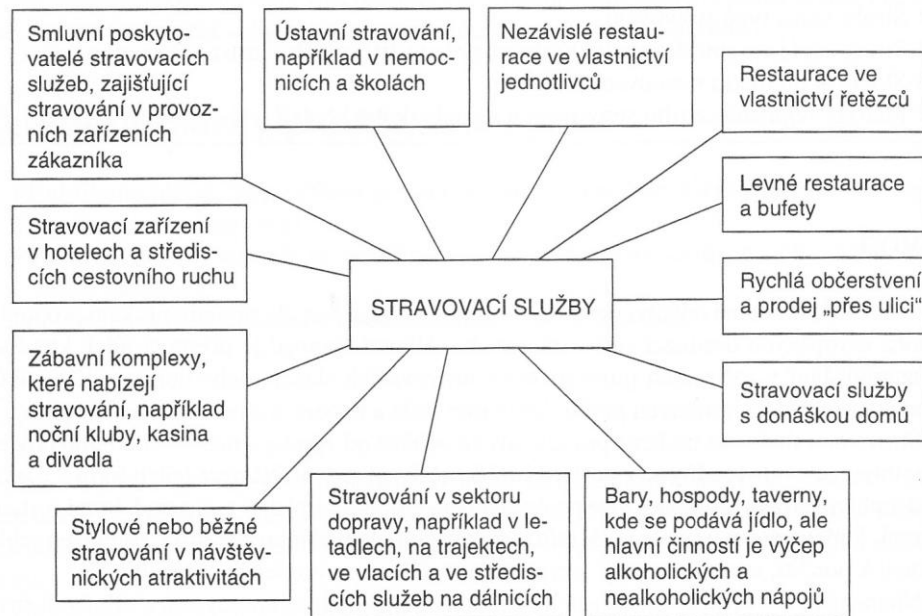 Smluvní poskyto-
vatelé stravovacích
služeb, zajišťující
stravování v provoz-
ních zařízeních
zákazníka
Ústavní stravování,
například v nemoc-
nicích a školách
Nezávislé restau-
race ve vlastnictví
jednotlivců
Restaurace ve
vlastnictví řetězců
Levné restaurace
a bufety
Stravovací zařízení
v hotelech a středis-
cích cestovního ruchu
STRAVOVACÍ SLUŽBY
Rychlá občerstvení
a prodej „přes ulici“
Zábavní komplexy,
které nabízejí
stravování, například
noční kluby, kasina
a divadla
Stravovací služby
s donáškou domů
Stylové nebo běžné
stravování v návštěv-
nických atraktivitách
Stravování v sektoru
dopravy, například v le-
tadlech, na trajektech,
ve vlacích a ve středis-
cích služeb na dálnicích
Bary, hospody, taverny,
kde se podává jídlo, ale
hlavní činností je výčep
alkoholických a
nealkoholických nápojů